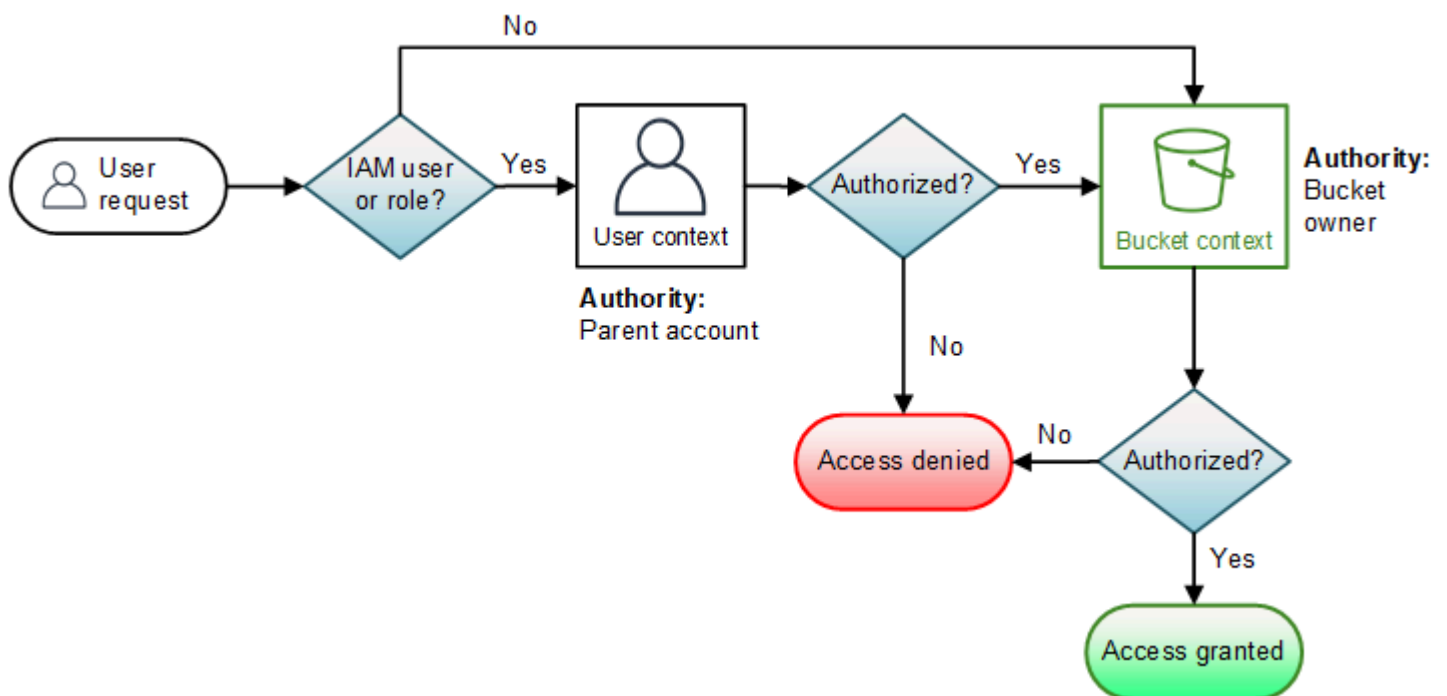 No
User
request
IAM user
or role?
Yes
User context
Authority:
Parent account
Authorized?
Yes
No
Bucket context
Authority:
Bucket
owner
Access denied
No
Authorized?
Yes
Access granted